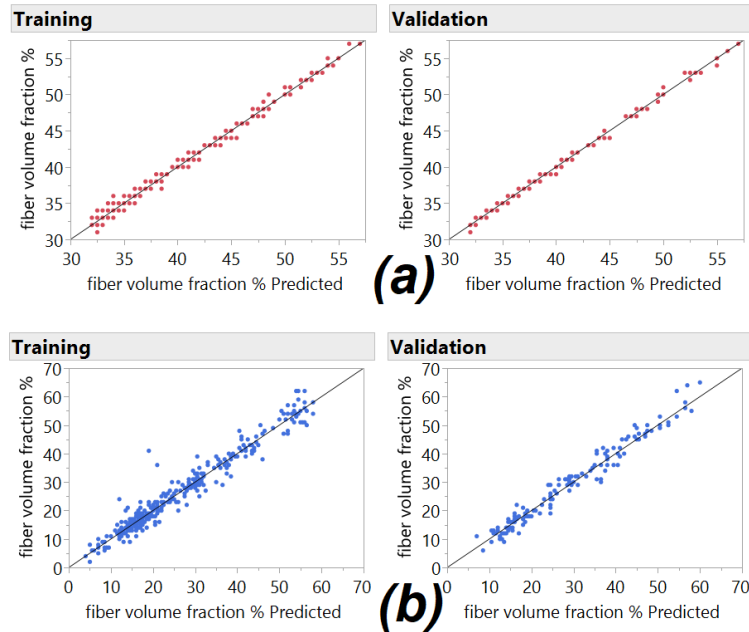 Training Validation
fiber volume fraction %
55
50
45
40
35
30
30 35 40 45 50 55
fiber volume fraction % Predicted
fiber volume fraction %
55
50
45
40
35
30
30 35 40 45 50 55
fiber volume fraction % Predicted
(a)
Training Validation
fiber volume fraction %
70
60
50
40
30
20
10
0
0 10 20 30 40 50 60 70
fiber volume fraction % Predicted
fiber volume fraction %
70
60
50
40
30
20
10
0
0 10 20 30 40 50 60 70
fiber volume fraction % Predicted
(b)